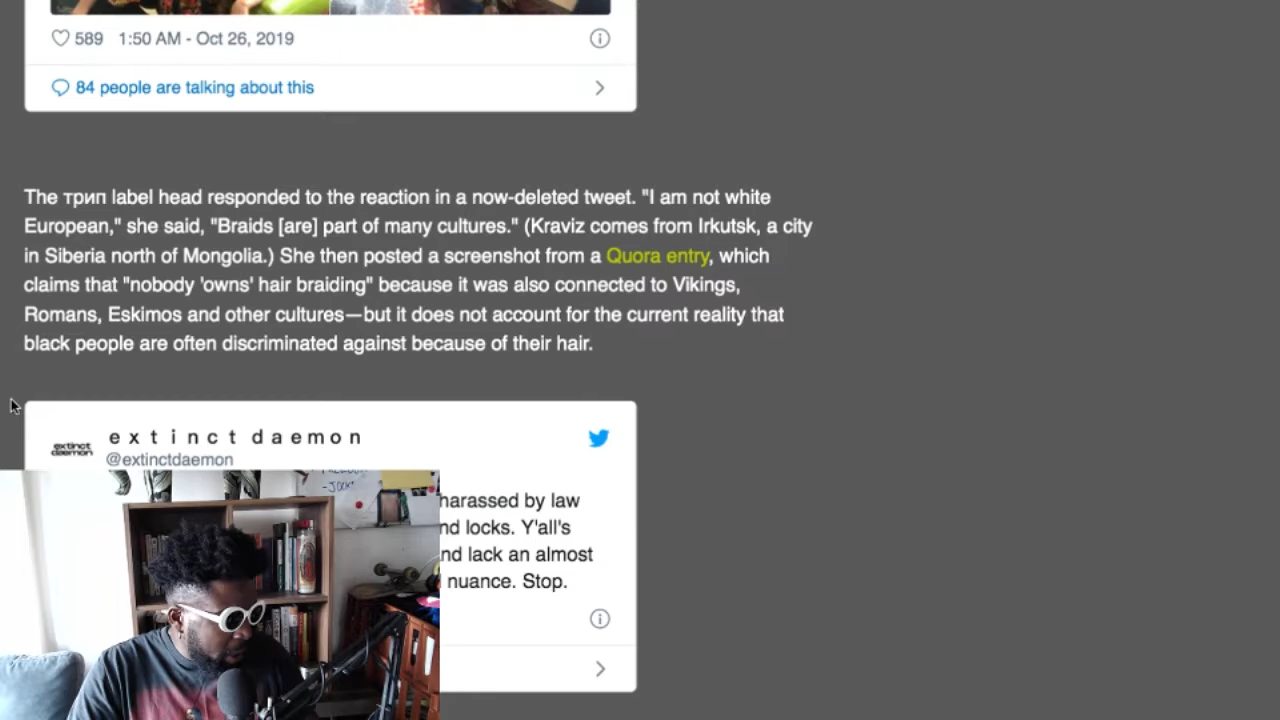 589 1:50 AM - Oct 26, 2019
84 people are talking about this
The трип label head responded to the reaction in a now-deleted tweet. "I am not white
European," she said, "Braids [are] part of many cultures." (Kraviz comes from Irkutsk, a city
in Siberia north of Mongolia.) She then posted a screenshot from a Quora entry, which
claims that "nobody 'owns' hair braiding" because it was also connected to Vikings,
Romans, Eskimos and other cultures—but it does not account for the current reality that
black people are often discriminated against because of their hair.
e x t i n c t d a e m o n
extinct
daemon
@extinctdaemon
harassed by law
nd locks. Y'all's
nd lack an almost
nuance. Stop.
-JOCK